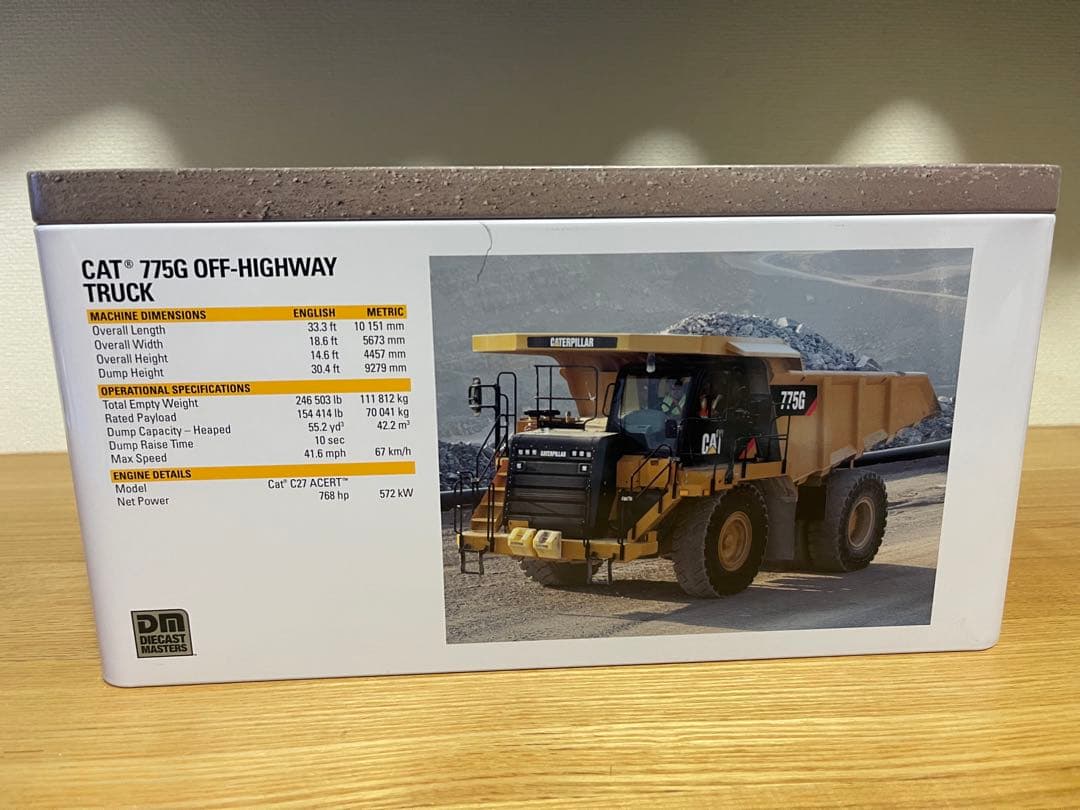 CAT® 775G OFF-HIGHWAY
TRUCK
MACHINE DIMENSIONS ENGLISH METRIC
Overall Length 33.3 ft 10 151 mm
Overall Width 18.6 ft 5673 mm
Overall Height 14.6 ft 4457 mm
Dump Height 30.4 ft 9279 mm
OPERATIONAL SPECIFICATIONS
Total Empty Weight 246 503 lb 111 812 kg
Rated Payload 154 414 lb 70 041 kg
Dump Capacity – Heaped 55.2 yd³ 42.2 m³
Dump Raise Time 10 sec
Max Speed 41.6 mph 67 km/h
ENGINE DETAILS
Model Cat® C27 ACERT™
Net Power 768 hp 572 kW
CATERPILLAR
775G
CAT
CATERPILLAR
DM
DIECAST
MASTERS